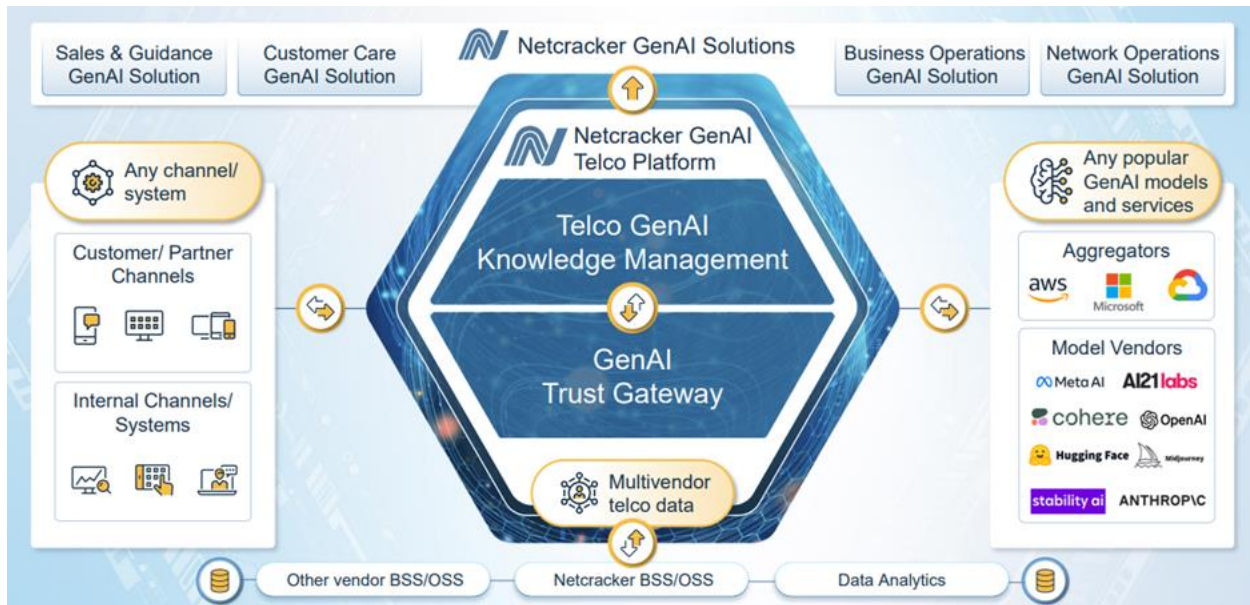 Sales & Guidance
GenAI Solution
Customer Care
GenAI Solution
Netcracker GenAI Solutions
Business Operations
GenAI Solution
Network Operations
GenAI Solution
Any channel/
system
Customer/ Partner
Channels
Internal Channels/
Systems
Netcracker GenAI
Telco Platform
Telco GenAI
Knowledge Management
GenAI
Trust Gateway
Multivendor
telco data
Any popular
GenAI models
and services
Aggregators
aws
Microsoft
Model Vendors
Meta AI
AI21labs
cohere
OpenAI
Hugging Face
Midjourney
stability ai
ANTHROP\C
Other vendor BSS/OSS
Netcracker BSS/OSS
Data Analytics